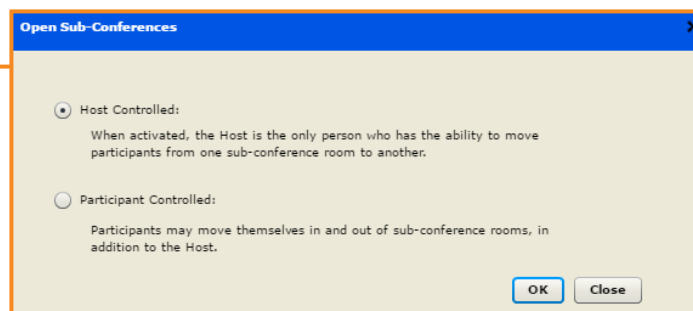 Open Sub-Conferences
Host Controlled:
When activated, the Host is the only person who has the ability to move
participants from one sub-conference room to another.
Participant Controlled:
Participants may move themselves in and out of sub-conference rooms, in
addition to the Host.
OK Close